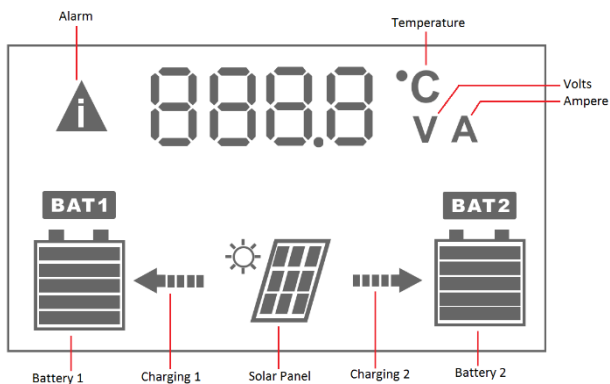 Alarm
Temperature
i
888.8
°C
Volts
Ampere
V A
BAT1
BAT2
Battery 1
Charging 1
Solar Panel
Charging 2
Battery 2